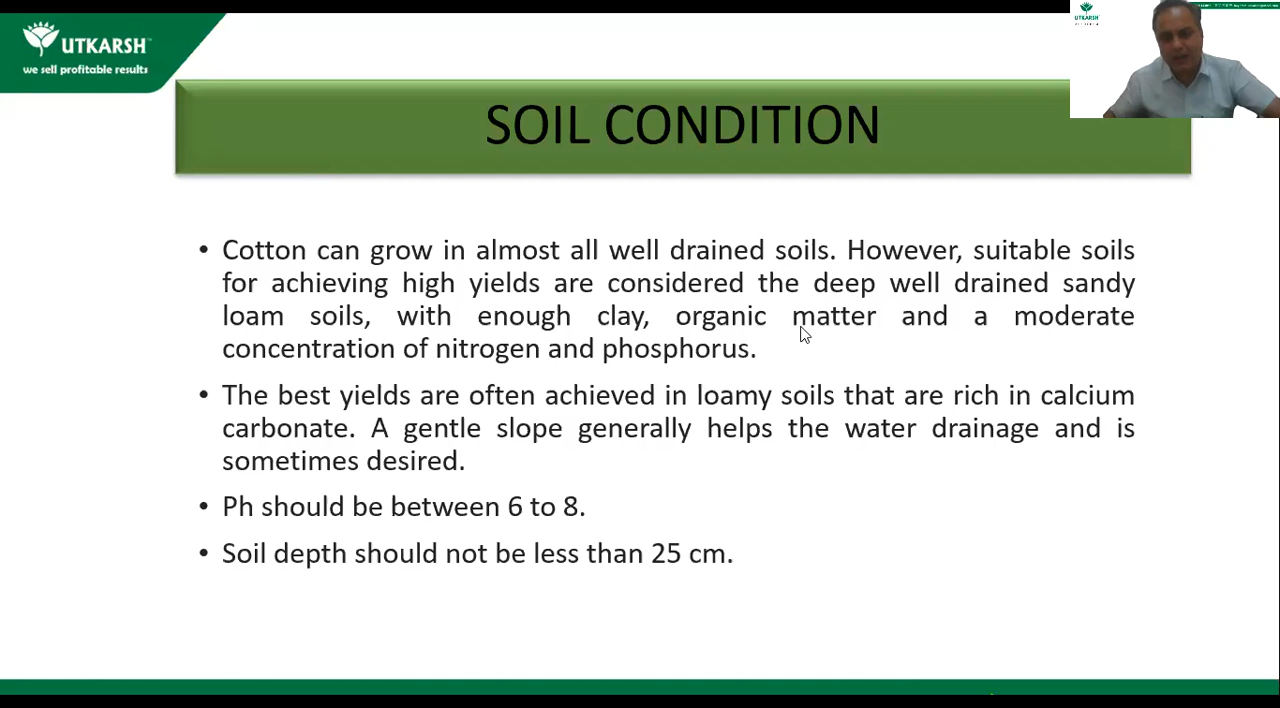 UTKARSH
we sell profitable results
UTKARSH
SOIL CONDITION
• Cotton can grow in almost all well drained soils. However, suitable soils
for achieving high yields are considered the deep well drained sandy
loam soils, with enough clay, organic matter and a moderate
concentration of nitrogen and phosphorus.
• The best yields are often achieved in loamy soils that are rich in calcium
carbonate. A gentle slope generally helps the water drainage and is
sometimes desired.
• Ph should be between 6 to 8.
• Soil depth should not be less than 25 cm.